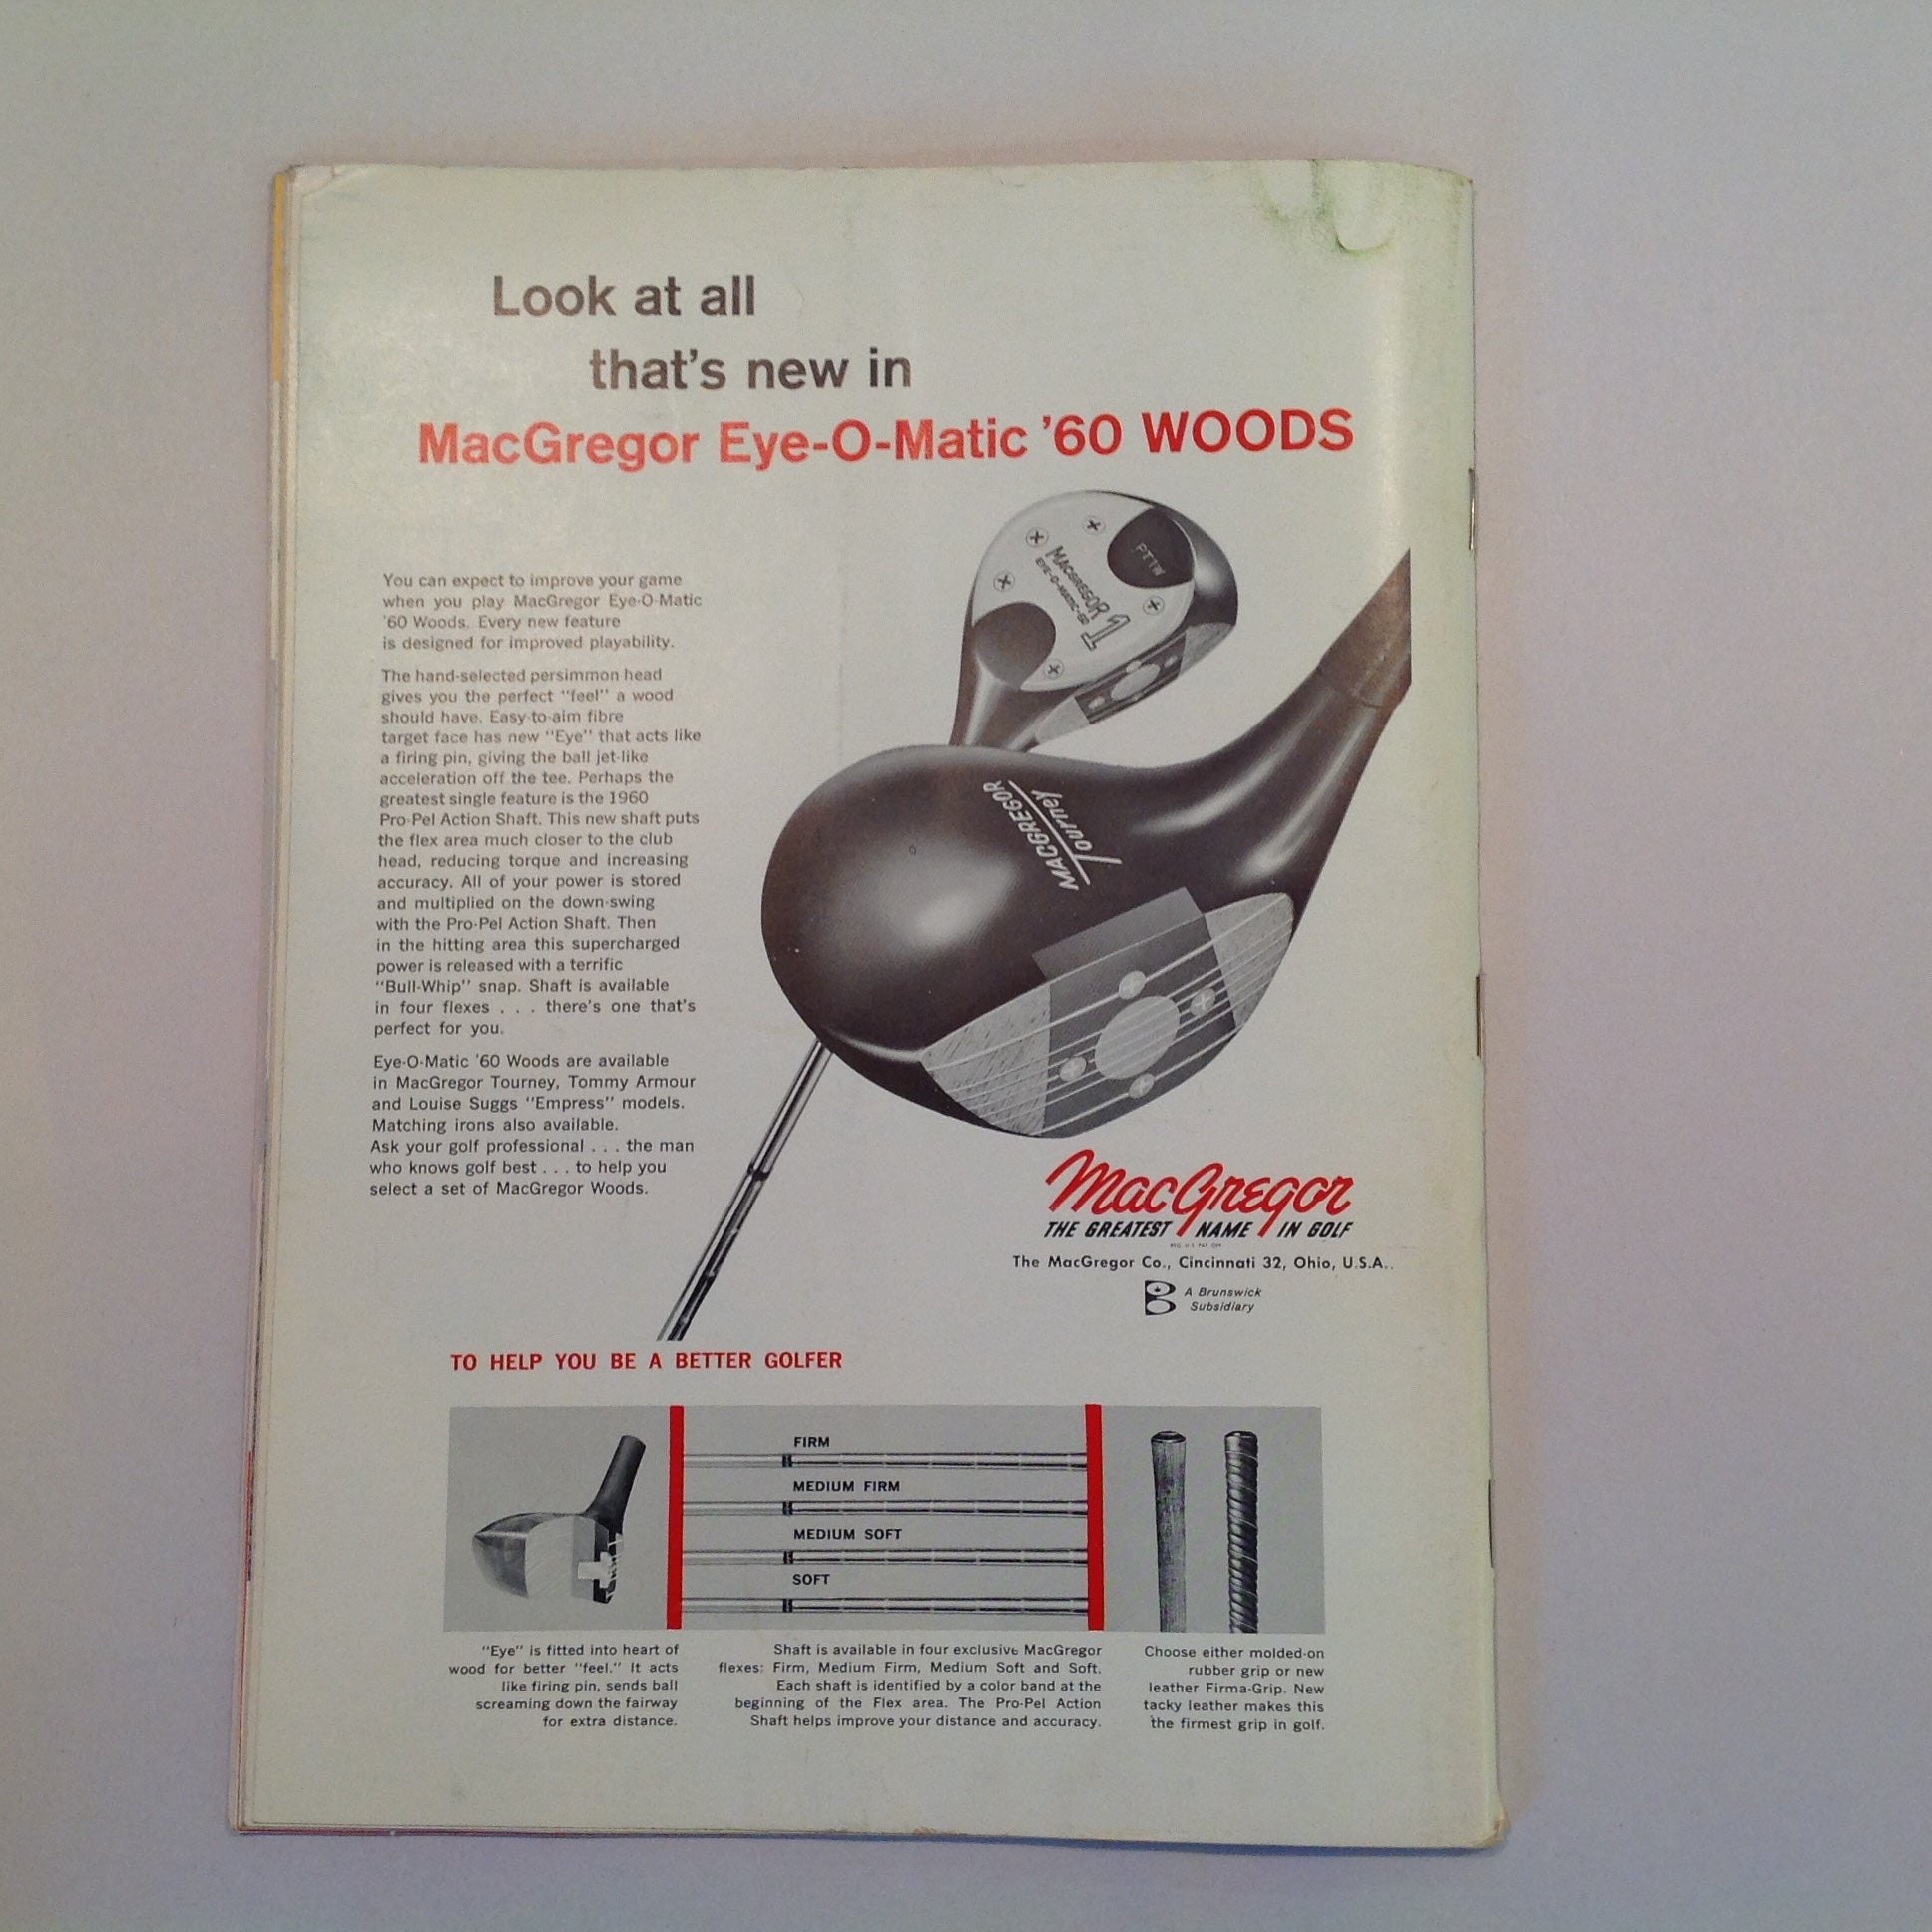 Look at all
that's new in
MacGregor Eye-O-Matic '60 WOODS
You can expect to improve your game
when you play MacGregor Eye-O-Matic
'60 Woods. Every new feature
is designed for improved playability.
The hand-selected persimmon head
gives you the perfect "feel" a wood
should have. Easy-to-aim fibre
target face has new "Eye" that acts like
a firing pin, giving the ball jet-like
acceleration off the tee. Perhaps the
greatest single feature is the 1960
Pro-Pel Action Shaft. This new shaft puts
the flex area much closer to the club
head, reducing torque and increasing
accuracy. All of your power is stored
and multiplied on the down-swing
with the Pro-Pel Action Shaft. Then
in the hitting area this supercharged
power is released with a terrific
"Bull-Whip" snap. Shaft is available
in four flexes . . . there's one that's
perfect for you.
Eye-O-Matic '60 Woods are available
in MacGregor Tourney, Tommy Armour
and Louise Suggs "Empress" models.
Matching irons also available.
Ask your golf professional . . . the man
who knows golf best . . . to help you
select a set of MacGregor Woods.
PTTW
MACGREGOR
EYE-O-MATIC-60
1
MACGREGOR
Tourney
MacGregor
THE GREATEST NAME IN GOLF
REG. U.S. PAT. OFF.
The MacGregor Co., Cincinnati 32, Ohio, U.S.A..
A Brunswick
Subsidiary
TO HELP YOU BE A BETTER GOLFER
FIRM
MEDIUM FIRM
MEDIUM SOFT
SOFT
"Eye" is fitted into heart of
wood for better "feel." It acts
like firing pin, sends ball
screaming down the fairway
for extra distance.
Shaft is available in four exclusive MacGregor
flexes: Firm, Medium Firm, Medium Soft and Soft.
Each shaft is identified by a color band at the
beginning of the Flex area. The Pro-Pel Action
Shaft helps improve your distance and accuracy.
Choose either molded-on
rubber grip or new
leather Firma-Grip. New
tacky leather makes this
the firmest grip in golf.